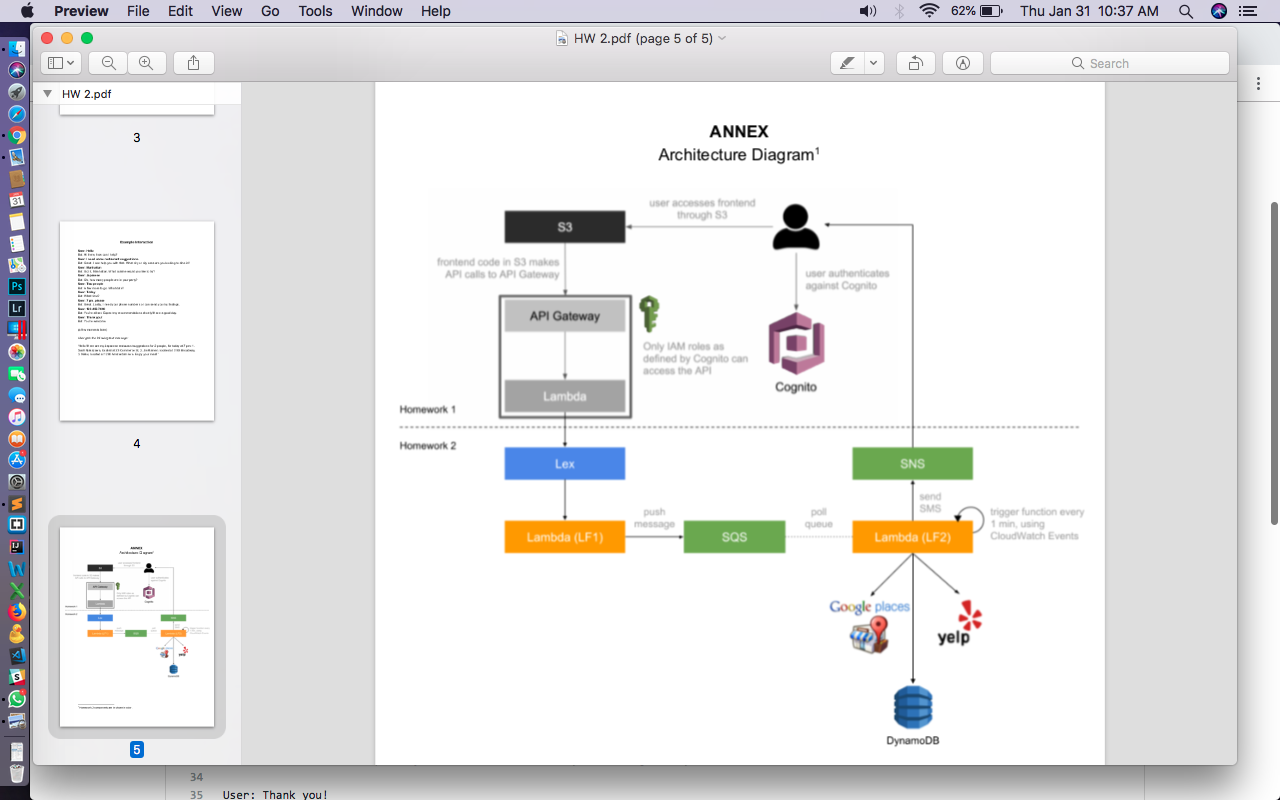 Preview File Edit View Go Tools Window Help 62% Thu Jan 31 10:37 AM
HW 2.pdf (page 5 of 5)
Search
HW 2.pdf
3
4
5
ANNEX
Architecture Diagram1
user accesses frontend
through S3
S3
frontend code in S3 makes
API calls to API Gateway
user authenticates
against Cognito
API Gateway
Only IAM roles as
defined by Cognito can
access the API
Cognito
Lambda
Homework 1
Homework 2
Lex
SNS
send
SMS
push
message
poll
queue
trigger function every
1 min, using
CloudWatch Events
Lambda (LF1)
SQS
Lambda (LF2)
Google places
yelp
DynamoDB
31
Ps
Lr
34
35 User: Thank you!